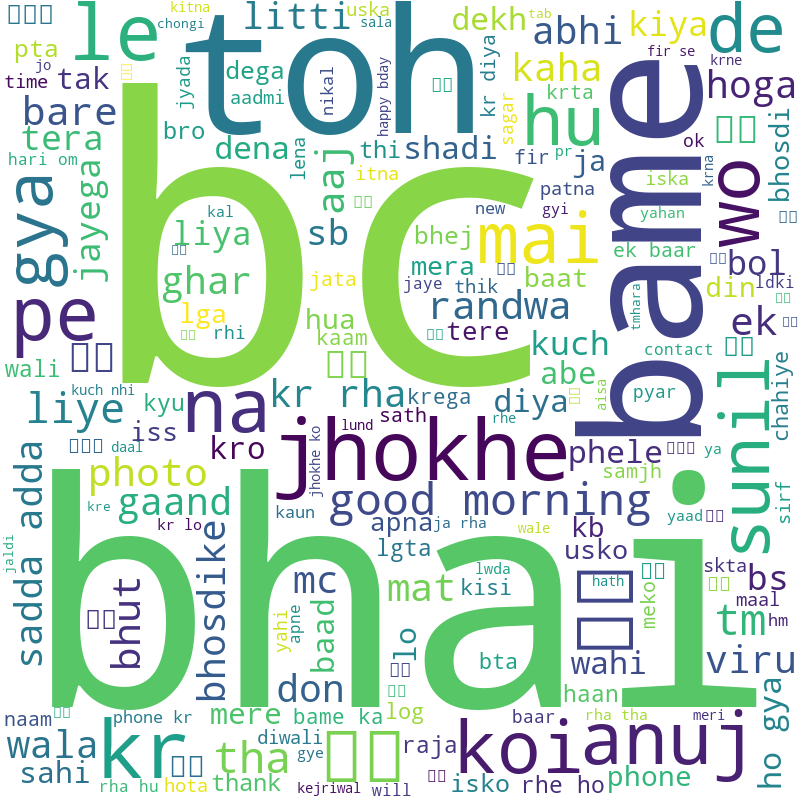 kitna
uska
chongi
sala
le
toh
litti
dekh
tab
abhi
fir se
kiya
de
krne
pta
jo
time
tak
jyada
dega
aadmi
nikal
happy bday
kr diya
kaha
krta
hoga
bare
bro
sagar
ok
tera
dena
lena
thi
shadi
fir
pr
ja
krna
bhosdi
hari om
jayega
aaj
itna
hu
bame
wo
iska
patna
gya
bc
kal
new
gyi
yahan
liya
sb
bhej
mai
ek baar
bol
ghar
jata
mera
jaye
thik
baat
tmhara
din
ldki
pe
lga
hua
kaam
randwa
tere
ek
wali
rhi
kuch
contact
abe
sunil
chahiye
kuch nhi
kyu
na
kr rha
krega
diya
aisa
pyar
liye
iss
sath
rhe
lund
jhokhe
jhokhe ko
phele
ya
daal
kro
samjh
photo
good morning
sadda adda
kre
gaand
kaun
apna
ja rha
wale
kb
yaad
sirf
kr lo
lgta
usko
jaldi
bhosdike
mc
mat
kisi
lwda
hath
skta
bs
bhut
baad
meko
maal
yahi
apne
lo
bhai
tm
hm
bta
wahi
viru
don
haan
naam
phone kr
mere
bame ka
log
baar
rha tha
meri
ho gya
wala
kr
tha
diwali
gye
raja
koi
anuj
sahi
rha hu
hota
thank
kejriwal
will
isko
rhe ho
phone